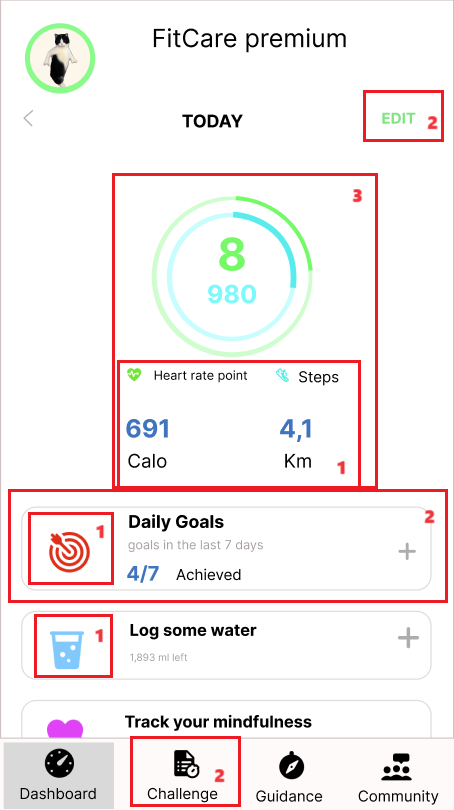 FitCare premium
TODAY
EDIT 2
3
8
980
Heart rate point Steps
691 4,1
Calo Km 1
2
1 Daily Goals
goals in the last 7 days
4/7 Achieved
1 Log some water
1,893 ml left
Track your mindfulness
2
Dashboard Challenge Guidance Community